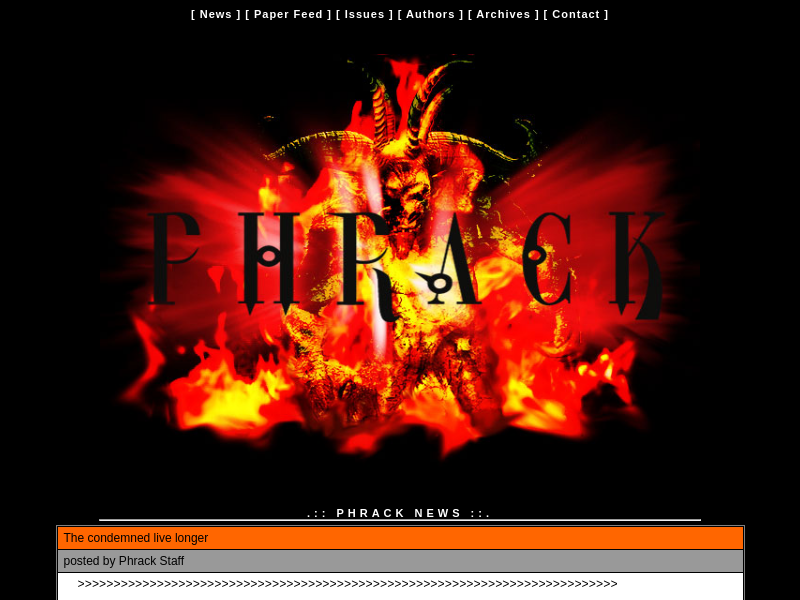 [ News ] [ Paper Feed ] [ Issues ] [ Authors ] [ Archives ] [ Contact ]
PHRACK
.:: PHRACK NEWS ::.
The condemned live longer
posted by Phrack Staff
>>>>>>>>>>>>>>>>>>>>>>>>>>>>>>>>>>>>>>>>>>>>>>>>>>>>>>>>>>>>>>>>>>>>>>>>>>>